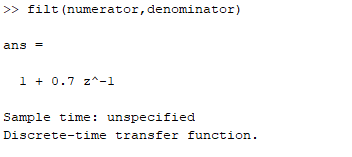 >> filt(numerator,denominator)
ans =
1 + 0.7 z^-1
Sample time: unspecified
Discrete-time transfer function.